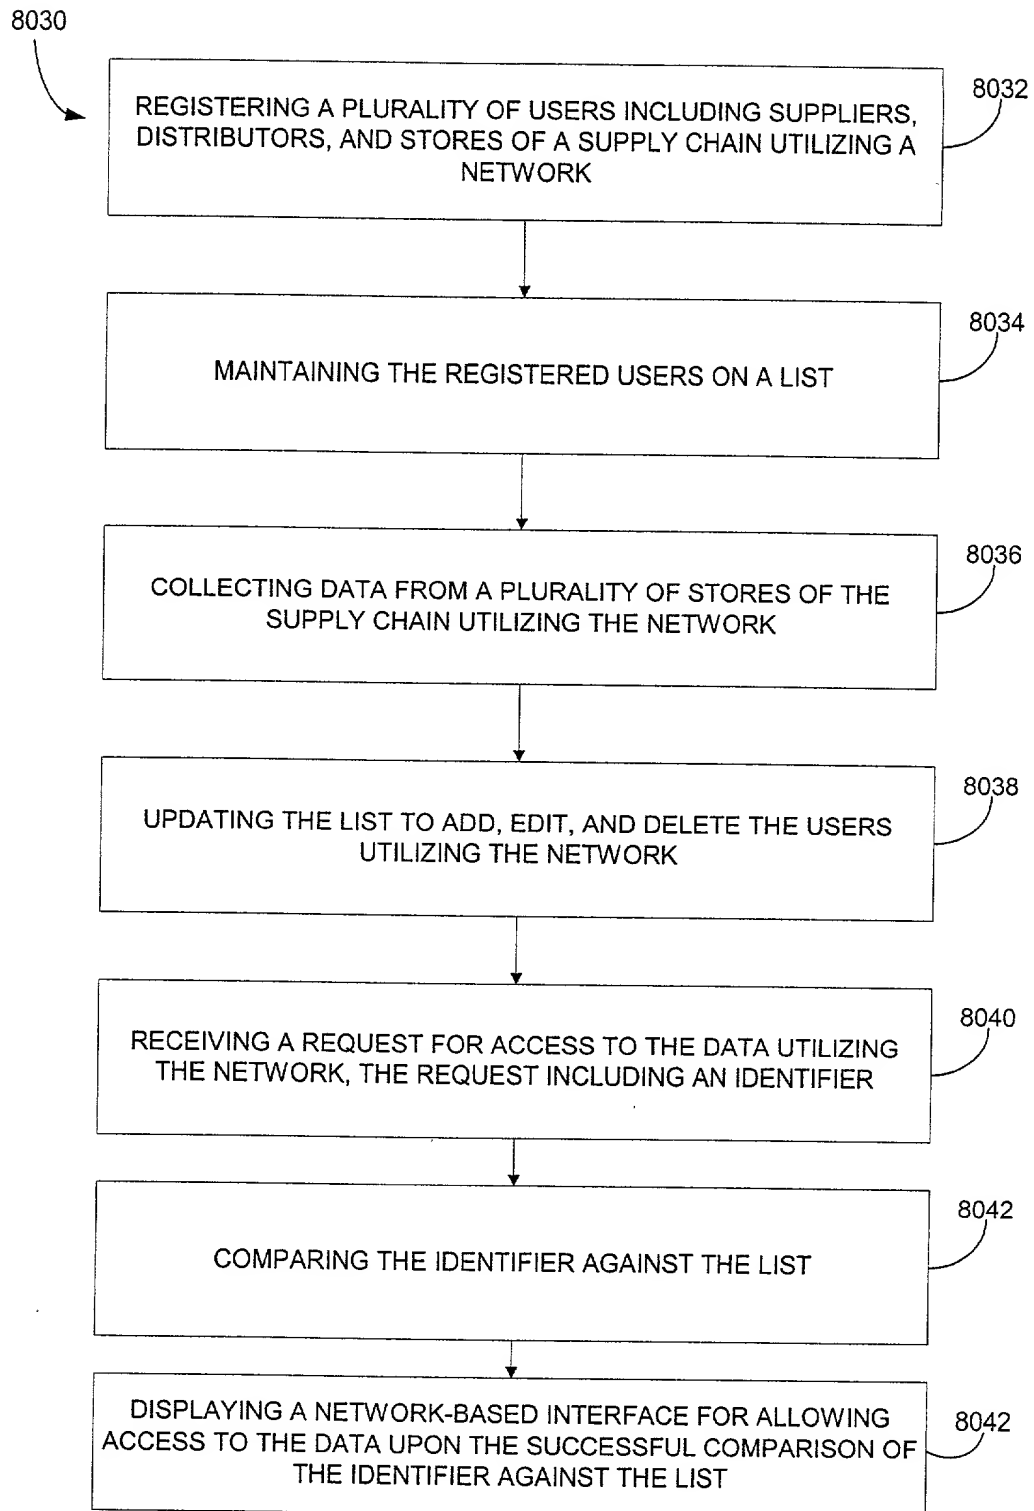 8030
REGISTERING A PLURALITY OF USERS INCLUDING SUPPLIERS,
DISTRIBUTORS, AND STORES OF A SUPPLY CHAIN UTILIZING A
NETWORK
8032
MAINTAINING THE REGISTERED USERS ON A LIST
8034
COLLECTING DATA FROM A PLURALITY OF STORES OF THE
SUPPLY CHAIN UTILIZING THE NETWORK
8036
UPDATING THE LIST TO ADD, EDIT, AND DELETE THE USERS
UTILIZING THE NETWORK
8038
RECEIVING A REQUEST FOR ACCESS TO THE DATA UTILIZING
THE NETWORK, THE REQUEST INCLUDING AN IDENTIFIER
8040
COMPARING THE IDENTIFIER AGAINST THE LIST
8042
DISPLAYING A NETWORK-BASED INTERFACE FOR ALLOWING
ACCESS TO THE DATA UPON THE SUCCESSFUL COMPARISON OF
THE IDENTIFIER AGAINST THE LIST
8042